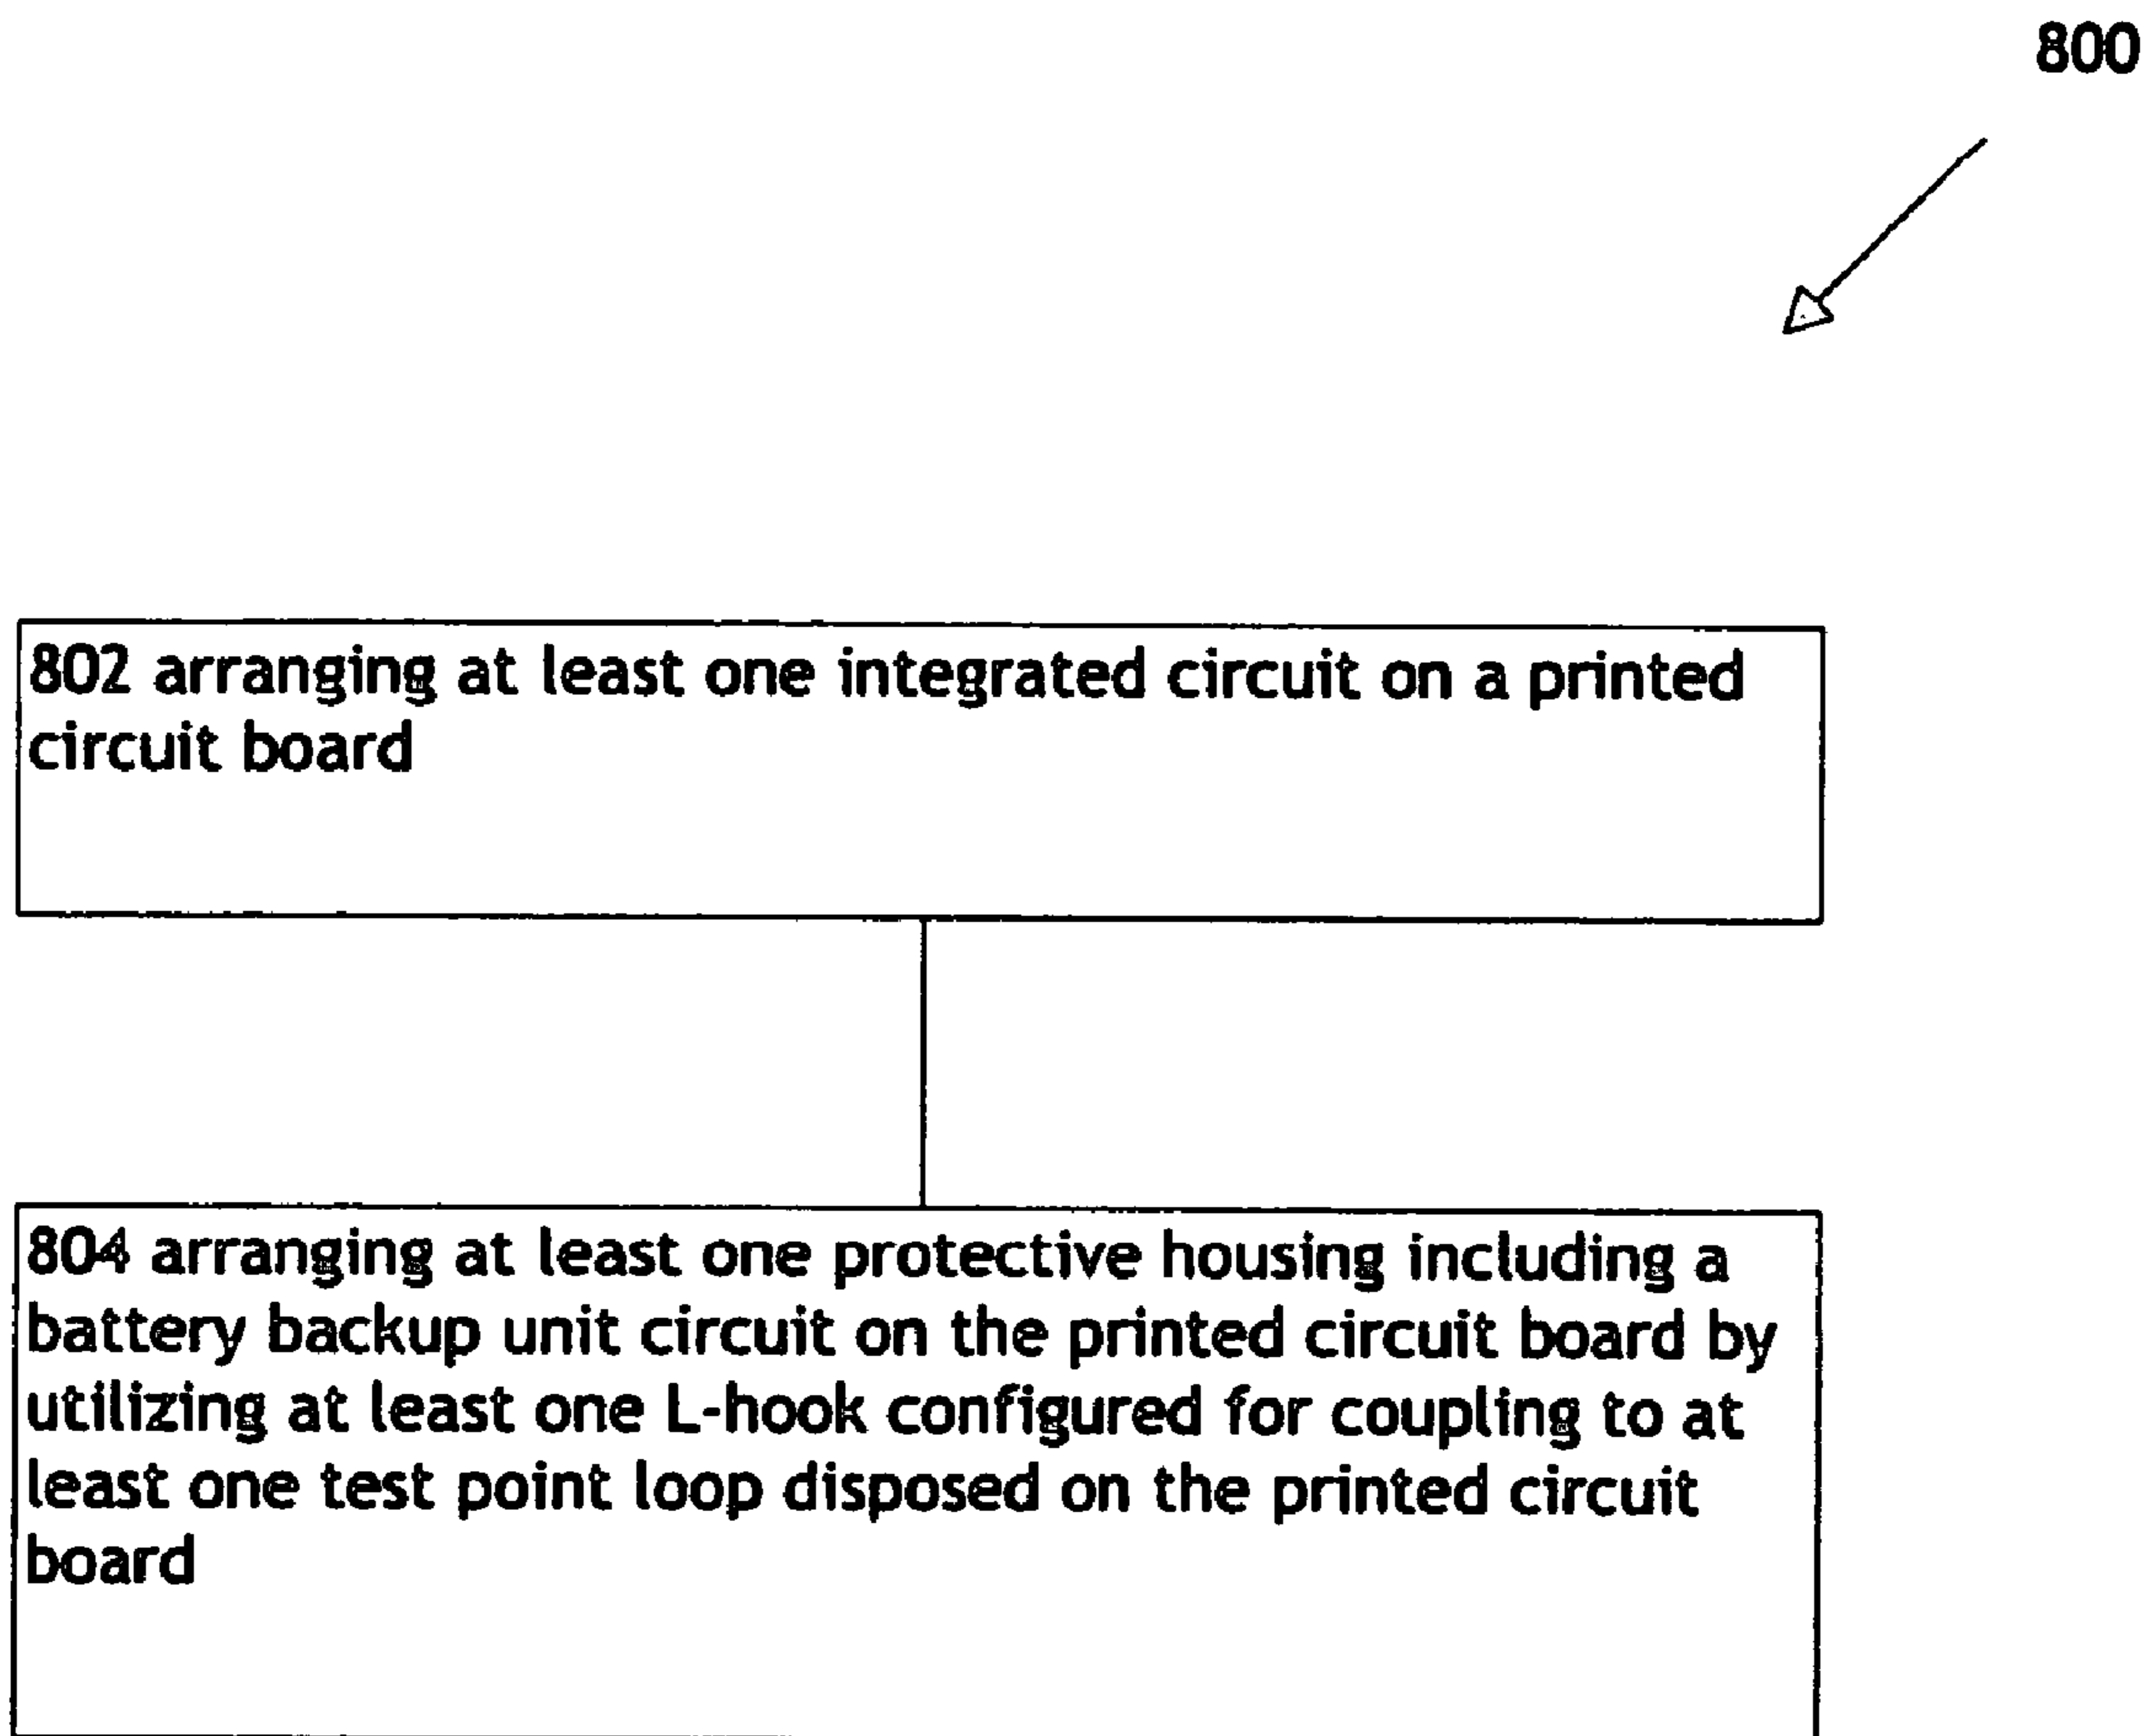 800
802 arranging at least one integrated circuit on a printed
circuit board
804 arranging at least one protective housing including a
battery backup unit circuit on the printed circuit board by
utilizing at least one L-hook configured for coupling to at
least one test point loop disposed on the printed circuit
board